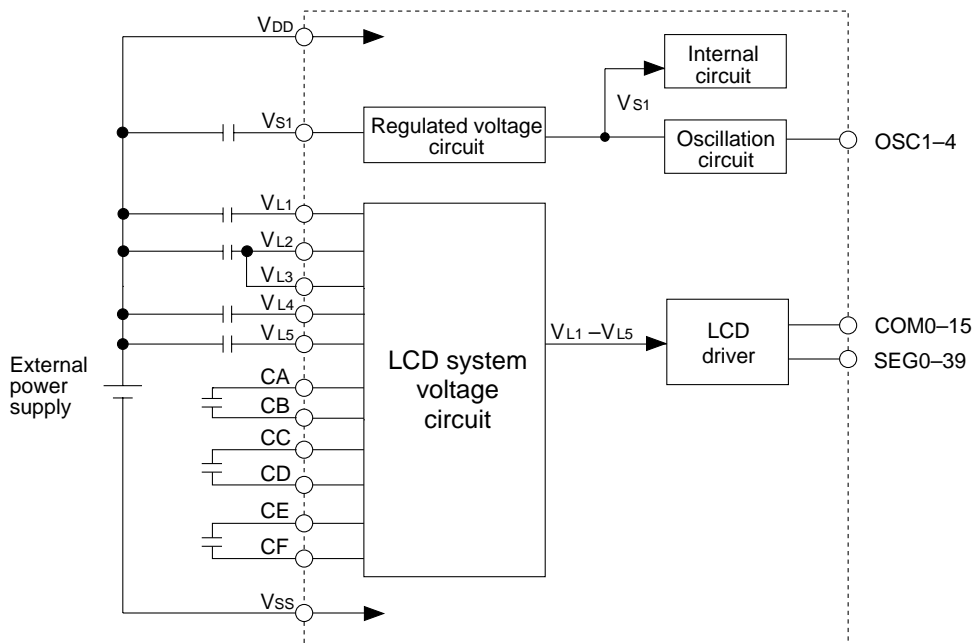 VDD
Internal
circuit
VS1
VS1
Regulated voltage
circuit
Oscillation
circuit
OSC1–4
VL1
VL2
VL3
VL4
VL5
VL1 –VL5
LCD
driver
COM0–15
SEG0–39
LCD system
voltage
circuit
External
power
supply
CA
CB
CC
CD
CE
CF
VSS